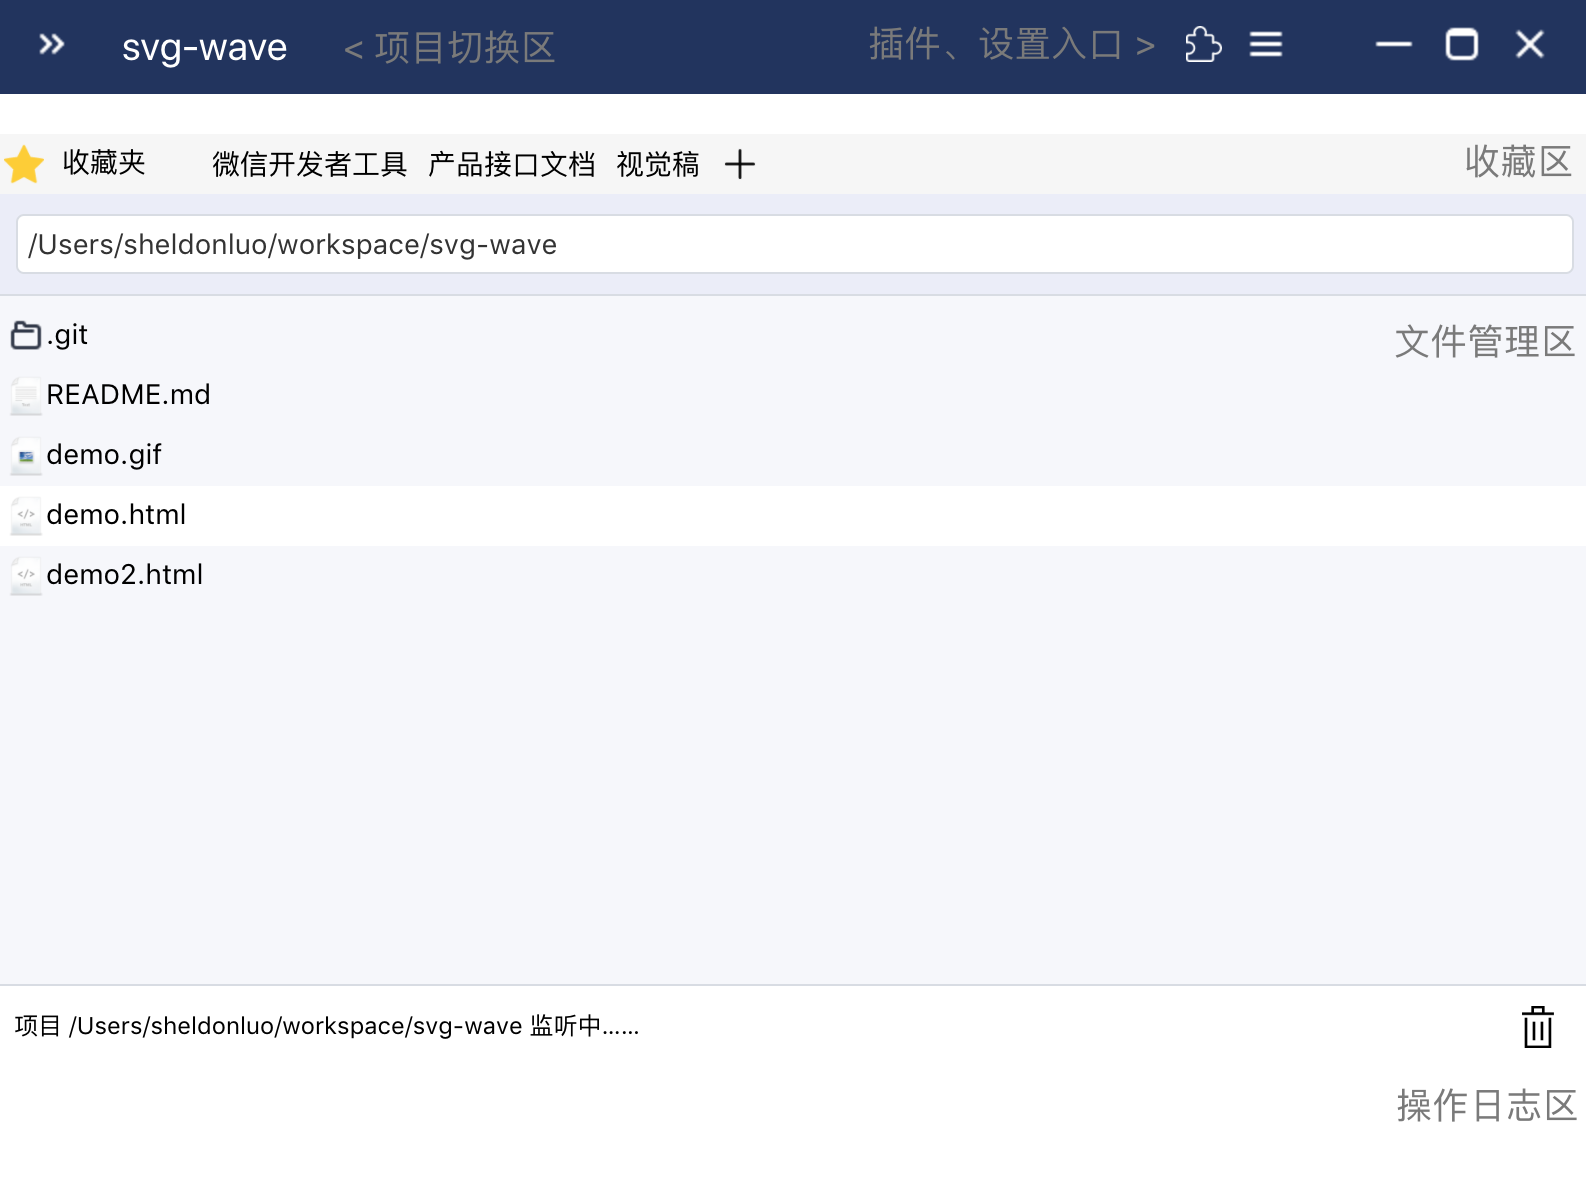 svg-wave < 项目切换区 插件、设置入口 >
收藏夹 微信开发者工具 产品接口文档 视觉稿 收藏区
/Users/sheldonluo/workspace/svg-wave
.git
文件管理区
README.md
demo.gif
demo.html
demo2.html
项目 /Users/sheldonluo/workspace/svg-wave 监听中......
操作日志区